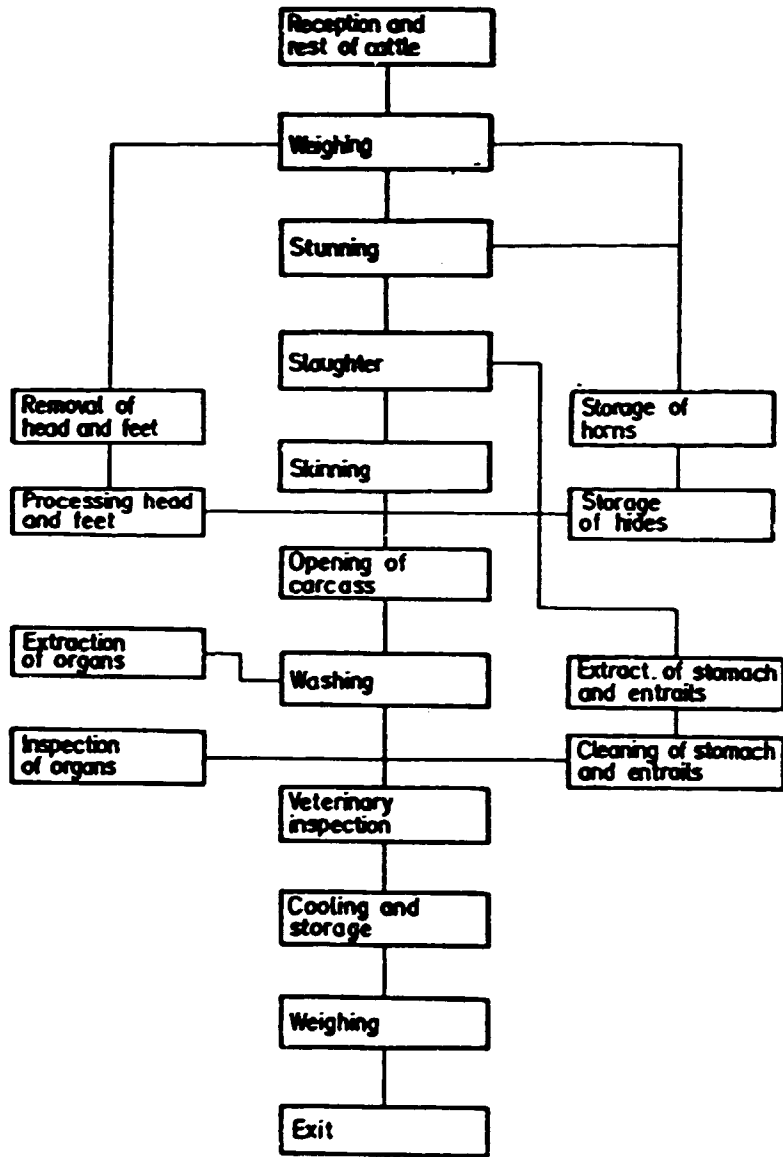 Reception and
rest of cattle
Weighing
Stunning
Slaughter
Removal of
head and feet
Storage of
horns
Skinning
Processing head
and feet
Storage
of hides
Opening of
carcass
Extraction
of organs
Washing
Extract. of stomach
and entraits
Inspection
of organs
Cleaning of stomach
and entraits
Veterinary
inspection
Cooling and
storage
Weighing
Exit